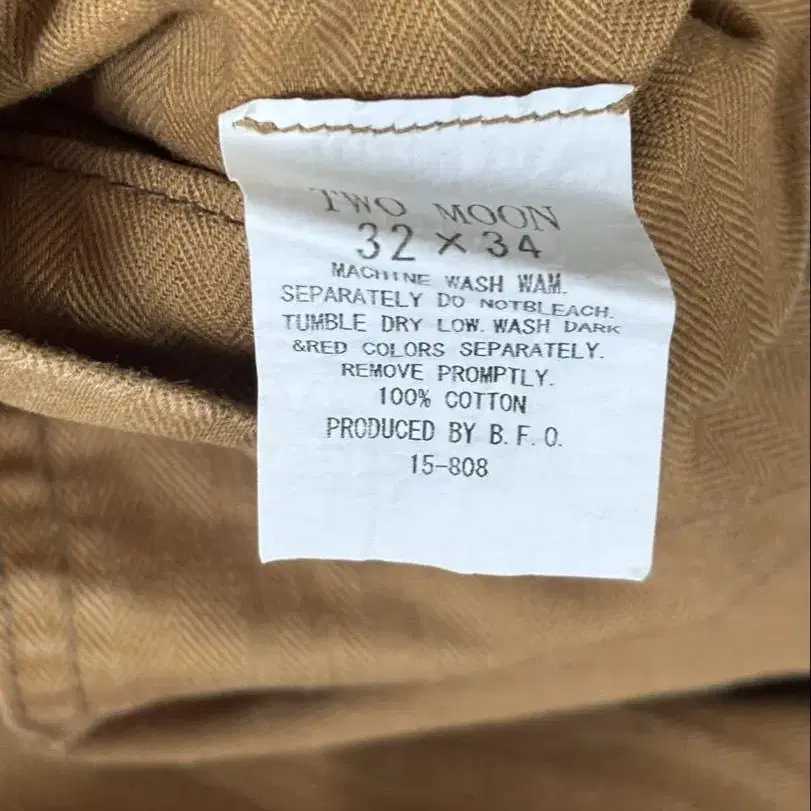 TWO MOON
32 × 34
MACHINE WASH WAM.
SEPARATELY DO NOTBLEACH.
TUMBLE DRY LOW. WASH DARK
&RED COLORS SEPARATELY.
REMOVE PROMPTLY.
100% COTTON
PRODUCED BY B.F.O.
15-808